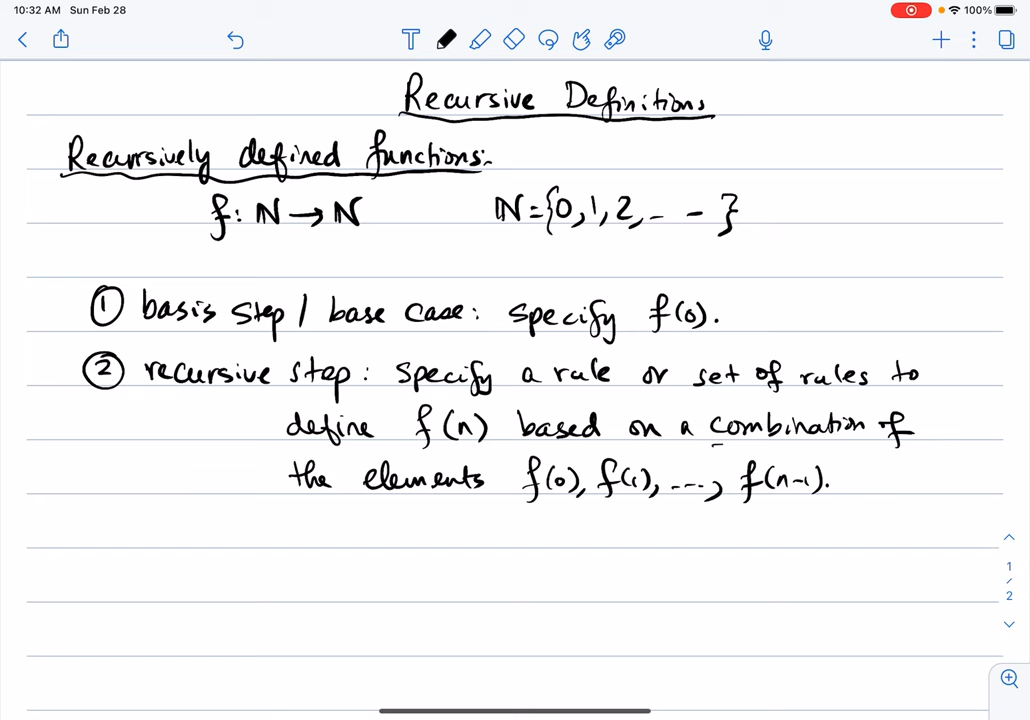 10:32 AM Sun Feb 28
100%
T
Recursive Definitions
Recursively defined functions:
f: ℕ → ℕ ℕ = {0, 1, 2, - - }
① basis step / base case: specify f(0).
② recursive step: specify a rule or set of rules to
define f(n) based on a combination of
the elements f(0), f(1), ...., f(n-1).
1
/
2